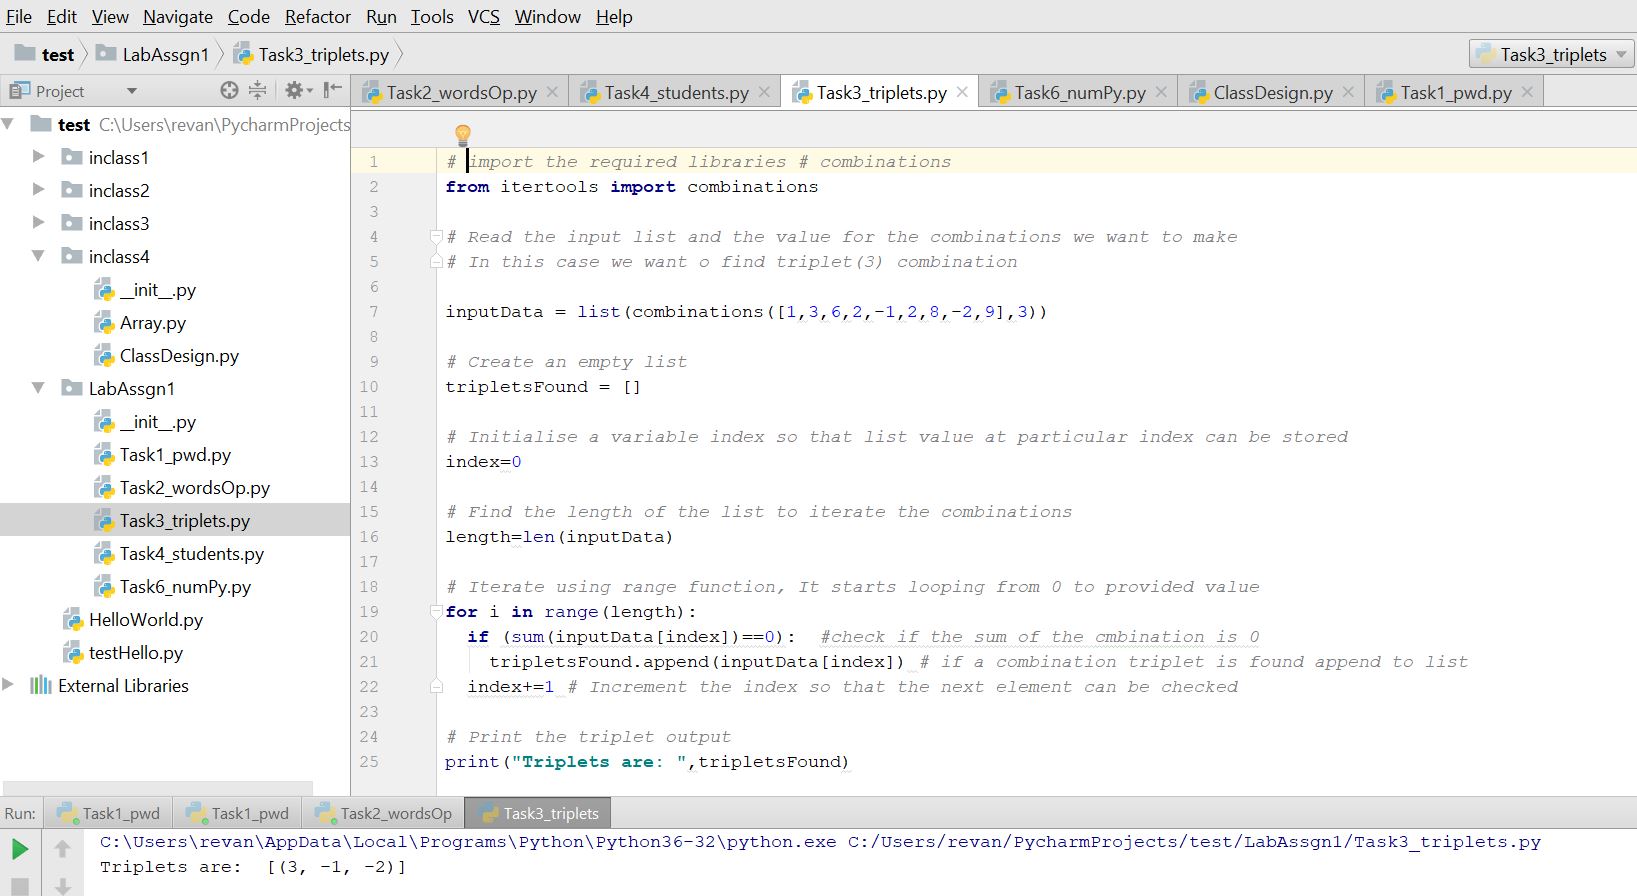 File Edit View Navigate Code Refactor Run Tools VCS Window Help
test LabAssgn1 Task3_triplets.py Task3_triplets
Project Task2_wordsOp.py Task4_students.py Task3_triplets.py Task6_numPy.py ClassDesign.py Task1_pwd.py
test C:\Users\revan\PycharmProjects
inclass1
inclass2
inclass3
inclass4
__init__.py
Array.py
ClassDesign.py
LabAssgn1
__init__.py
Task1_pwd.py
Task2_wordsOp.py
Task3_triplets.py
Task4_students.py
Task6_numPy.py
HelloWorld.py
testHello.py
External Libraries
1 # import the required libraries # combinations
2 from itertools import combinations
3
4 # Read the input list and the value for the combinations we want to make
5 # In this case we want o find triplet(3) combination
6
7 inputData = list(combinations([1,3,6,2,-1,2,8,-2,9],3))
8
9 # Create an empty list
10 tripletsFound = []
11
12 # Initialise a variable index so that list value at particular index can be stored
13 index=0
14
15 # Find the length of the list to iterate the combinations
16 length=len(inputData)
17
18 # Iterate using range function, It starts looping from 0 to provided value
19 for i in range(length):
20 if (sum(inputData[index])==0): #check if the sum of the cmbination is 0
21 tripletsFound.append(inputData[index]) # if a combination triplet is found append to list
22 index+=1 # Increment the index so that the next element can be checked
23
24 # Print the triplet output
25 print("Triplets are: ",tripletsFound)
Run: Task1_pwd Task1_pwd Task2_wordsOp Task3_triplets
C:\Users\revan\AppData\Local\Programs\Python\Python36-32\python.exe C:/Users/revan/PycharmProjects/test/LabAssgn1/Task3_triplets.py
Triplets are:  [(3, -1, -2)]